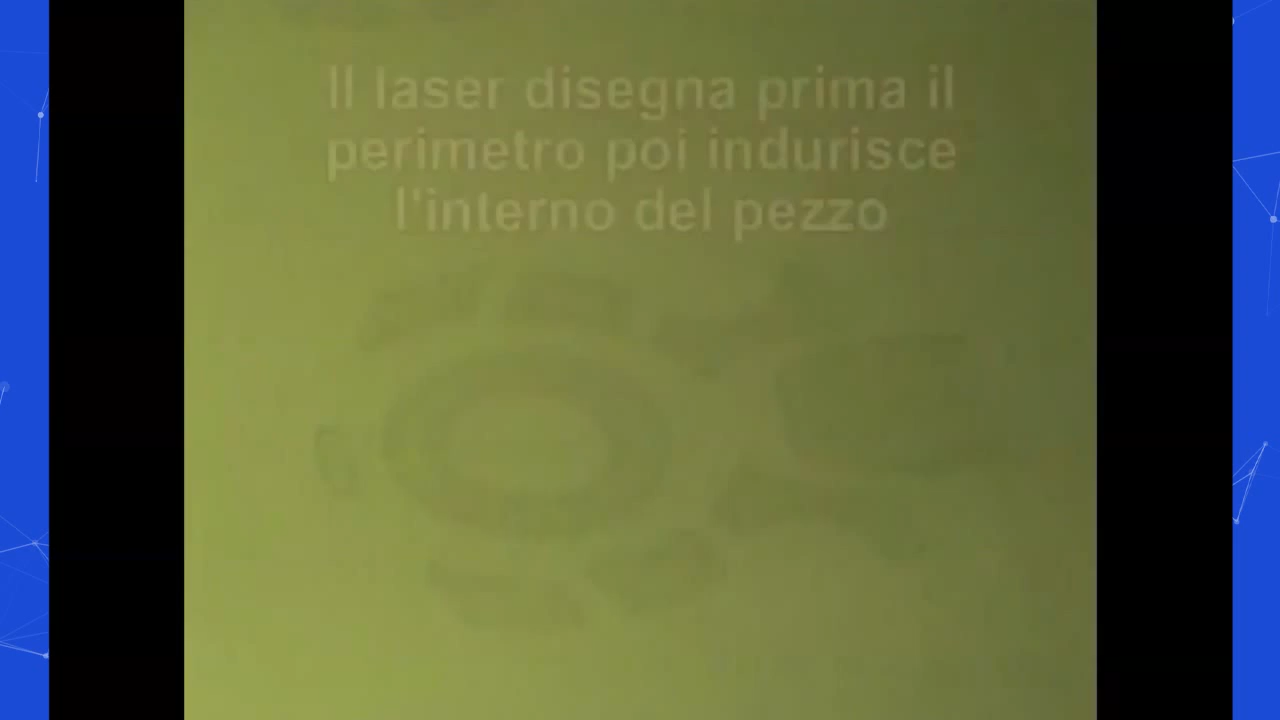 Il laser disegna prima il
perimetro poi indurisce
l'interno del pezzo